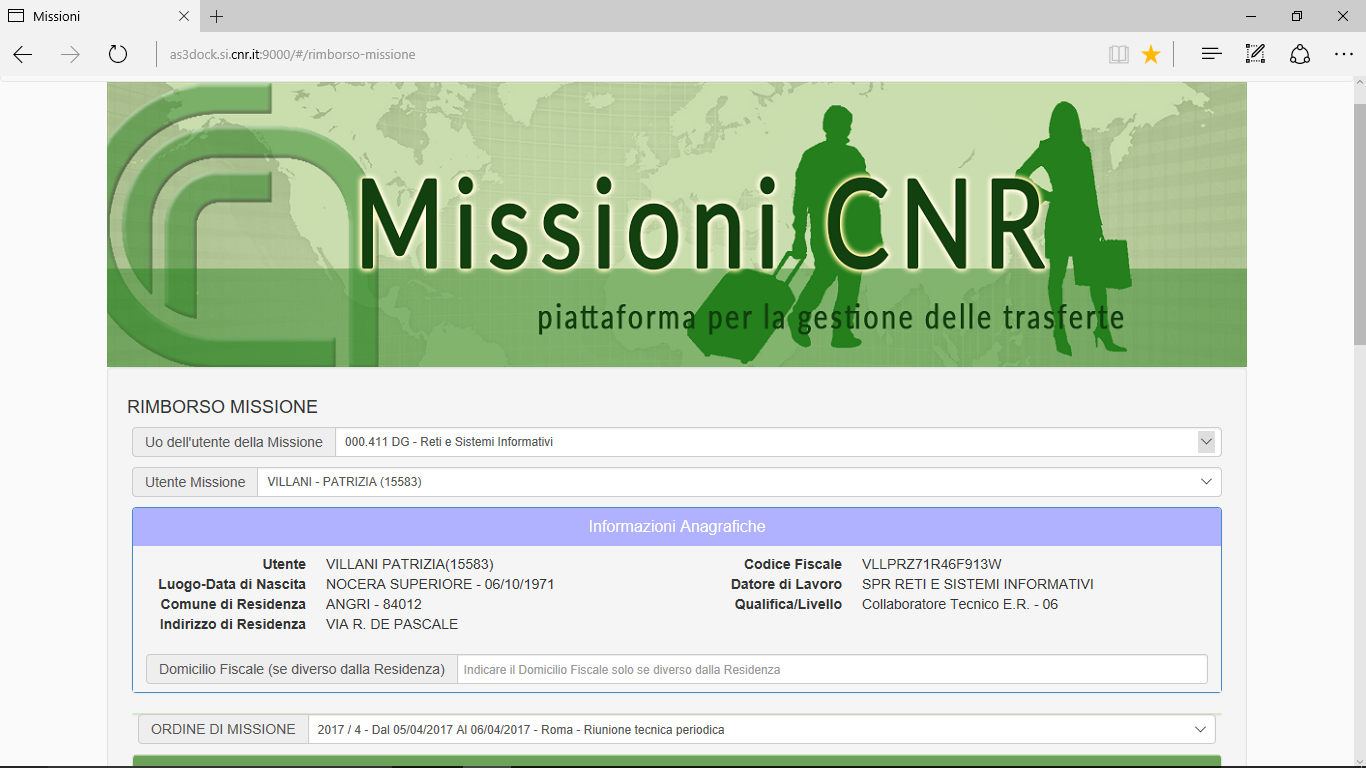 Missioni
as3dock.si.cnr.it:9000/#/rimborso-missione
Missioni CNR
piattaforma per la gestione delle trasferte
RIMBORSO MISSIONE
Uo dell'utente della Missione 000.411 DG - Reti e Sistemi Informativi
Utente Missione VILLANI - PATRIZIA (15583)
Informazioni Anagrafiche
Utente VILLANI PATRIZIA(15583) Codice Fiscale VLLPRZ71R46F913W
Luogo-Data di Nascita NOCERA SUPERIORE - 06/10/1971 Datore di Lavoro SPR RETI E SISTEMI INFORMATIVI
Comune di Residenza ANGRI - 84012 Qualifica/Livello Collaboratore Tecnico E.R. - 06
Indirizzo di Residenza VIA R. DE PASCALE
Domicilio Fiscale (se diverso dalla Residenza) Indicare il Domicilio Fiscale solo se diverso dalla Residenza
ORDINE DI MISSIONE 2017 / 4 - Dal 05/04/2017 Al 06/04/2017 - Roma - Riunione tecnica periodica